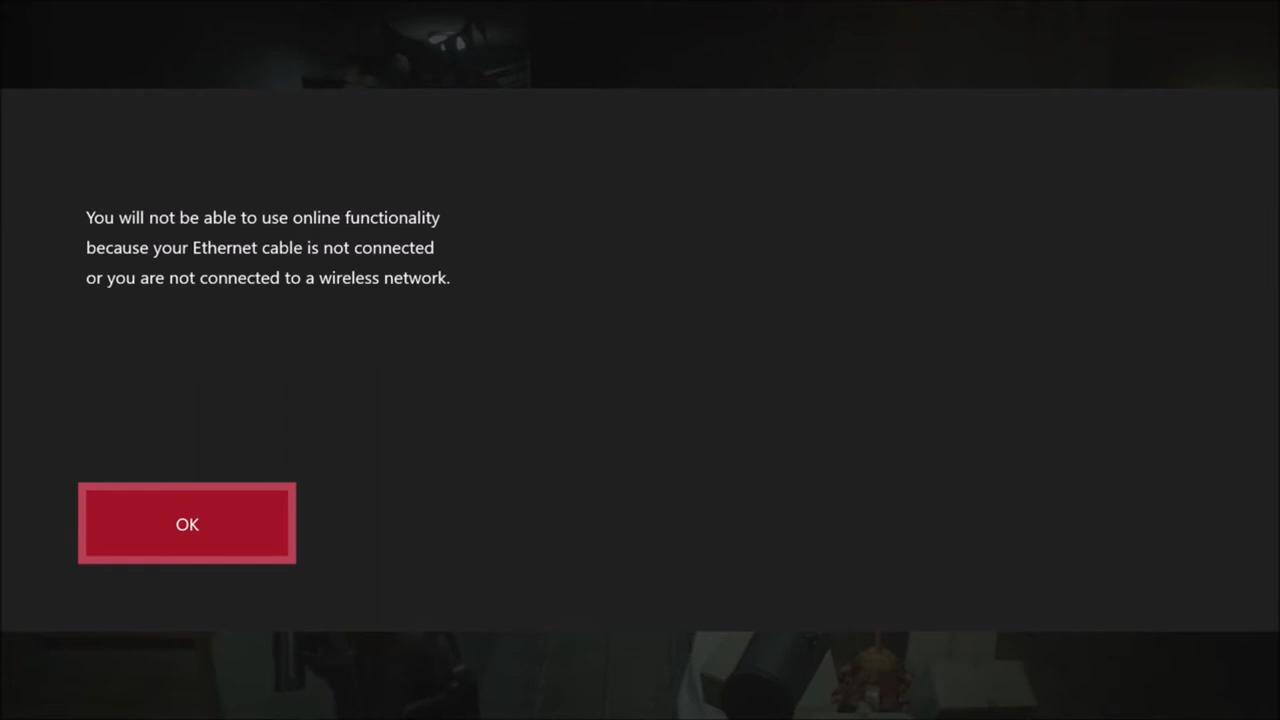 You will not be able to use online functionality
because your Ethernet cable is not connected
or you are not connected to a wireless network.
OK